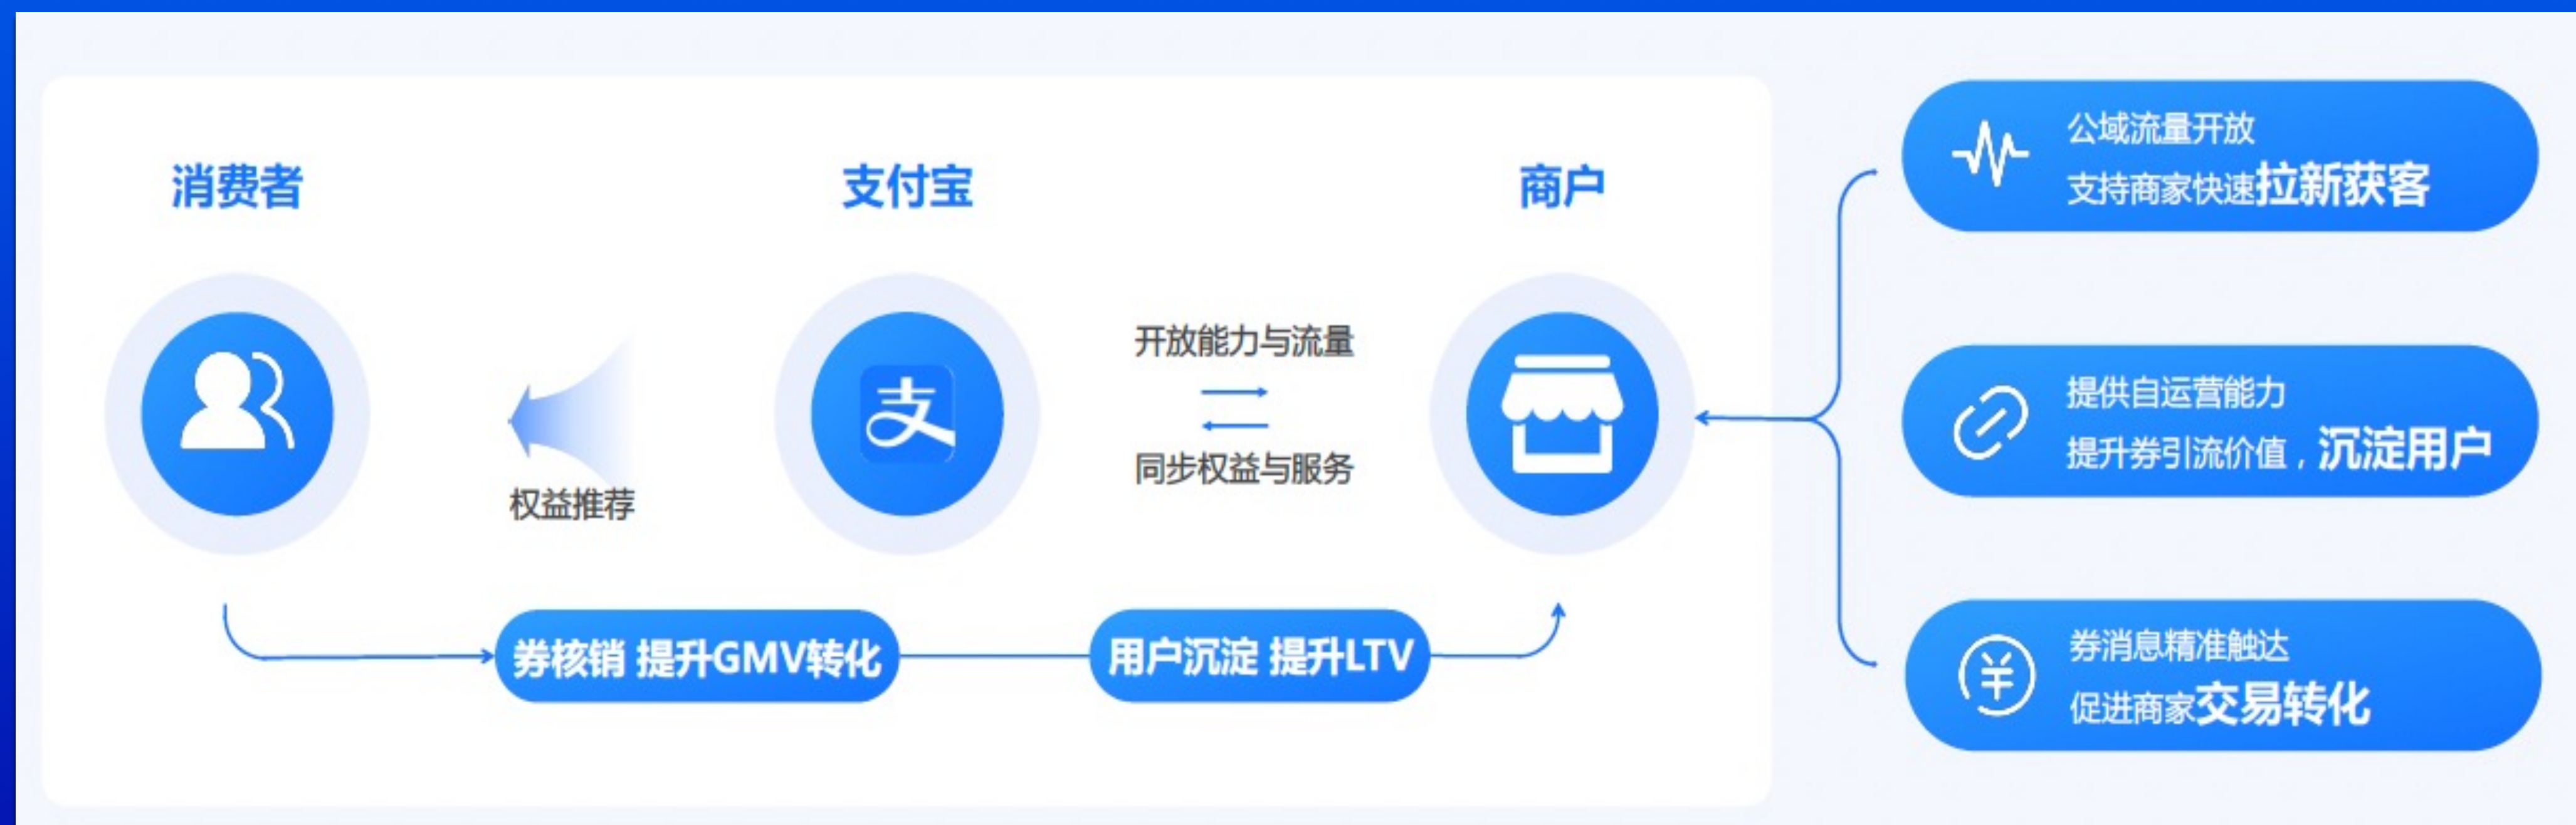 消费者
支付宝
商户
支
权益推荐
开放能力与流量
同步权益与服务
券核销 提升GMV转化
用户沉淀 提升LTV
公域流量开放
支持商家快速拉新获客
提供自运营能力
提升券引流价值，沉淀用户
券消息精准触达
促进商家交易转化